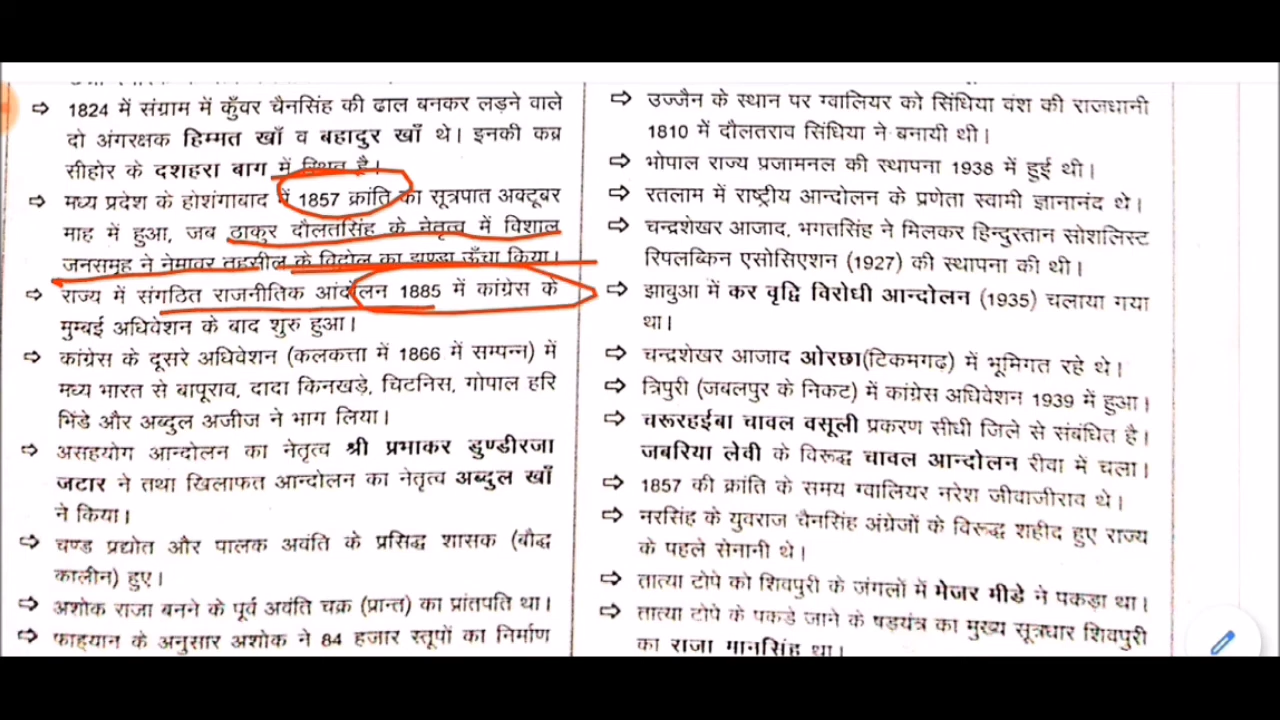 ⇨ 1824 में संग्राम में कुँवर चैनसिंह की ढाल बनकर लड़ने वाले
दो अंगरक्षक हिम्मत खाँ व बहादुर खाँ थे। इनकी कब्र
सीहोर के दशहरा बाग में स्थित है।
⇨ मध्य प्रदेश के होशंगाबाद में 1857 क्रांति का सूत्रपात अक्टूबर
माह में हुआ, जब ठाकुर दौलतसिंह के नेतृत्व में विशाल
जनसमूह ने नेमावर तहसील के विद्रोल का झण्डा ऊँचा किया।
⇨ राज्य में संगठित राजनीतिक आंदोलन 1885 में कांग्रेस के
मुम्बई अधिवेशन के बाद शुरु हुआ।
⇨ कांग्रेस के दूसरे अधिवेशन (कलकत्ता में 1866 में सम्पन्न) में
मध्य भारत से बापूराव, दादा किनखड़े, चिटनिस, गोपाल हरि
भिंडे और अब्दुल अजीज ने भाग लिया।
⇨ असहयोग आन्दोलन का नेतृत्व श्री प्रभाकर डुण्डीरजा
जटार ने तथा खिलाफत आन्दोलन का नेतृत्व अब्दुल खाँ
ने किया।
⇨ चण्ड प्रद्योत और पालक अवंति के प्रसिद्ध शासक (बौद्ध
कालीन) हुए।
⇨ अशोक राजा बनने के पूर्व अवंति चक्र (प्रान्त) का प्रांतपति था।
⇨ फाह्यान के अनुसार अशोक ने 84 हजार स्तूपों का निर्माण
⇨ उज्जैन के स्थान पर ग्वालियर को सिंधिया वंश की राजधानी
1810 में दौलतराव सिंधिया ने बनायी थी।
⇨ भोपाल राज्य प्रजामनल की स्थापना 1938 में हुई थी।
⇨ रतलाम में राष्ट्रीय आन्दोलन के प्रणेता स्वामी ज्ञानानंद थे।
⇨ चन्द्रशेखर आजाद, भगतसिंह ने मिलकर हिन्दुस्तान सोशलिस्ट
रिपलब्किन एसोसिएशन (1927) की स्थापना की थी।
⇨ झाबुआ में कर वृद्वि विरोधी आन्दोलन (1935) चलाया गया
था।
⇨ चन्द्रशेखर आजाद ओरछा(टिकमगढ) में भूमिगत रहे थे।
⇨ त्रिपुरी (जबलपुर के निकट) में कांग्रेस अधिवेशन 1939 में हुआ।
⇨ चरूरहईबा चावल वसूली प्रकरण सीधी जिले से संबंधित है।
जबरिया लेवी के विरूद्ध चावल आन्दोलन रीवा में चला।
⇨ 1857 की क्रांति के समय ग्वालियर नरेश जीवाजीराव थे।
⇨ नरसिंह के युवराज चैनसिंह अंग्रेजों के विरूद्ध शहीद हुए राज्य
के पहले सेनानी थे।
⇨ तात्या टोपे को शिवपुरी के जंगलों में मेजर मीडे ने पकड़ा था।
⇨ तात्या टोपे के पकडे जाने के षड़यंत्र का मुख्य सूत्रधार शिवपुरी
का राजा मानसिंह था।